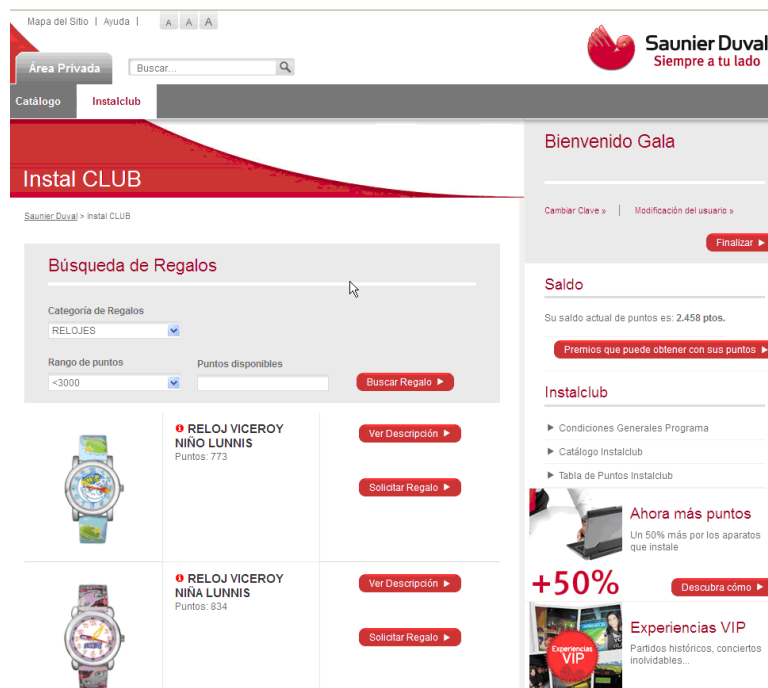 Mapa del Sitio | Ayuda | A A A
Saunier Duval
Siempre a tu lado
Área Privada
Buscar...
Catálogo
Instalclub
Instal CLUB
Saunier Duval > Instal CLUB
Búsqueda de Regalos
Categoría de Regalos
RELOJES
Rango de puntos
Puntos disponibles
<3000
Buscar Regalo
RELOJ VICEROY
NIÑO LUNNIS
Puntos: 773
Ver Descripción
Solicitar Regalo
RELOJ VICEROY
NIÑA LUNNIS
Puntos: 834
Ver Descripción
Solicitar Regalo
Bienvenido Gala
Cambiar Clave » | Modificación del usuario »
Finalizar
Saldo
Su saldo actual de puntos es: 2.458 ptos.
Premios que puede obtener con sus puntos
Instalclub
Condiciones Generales Programa
Catálogo Instalclub
Tabla de Puntos Instalclub
Ahora más puntos
Un 50% más por los aparatos
que instale
+50%
Descubra cómo
Experiencias VIP
Partidos históricos, conciertos
inolvidables...
Experiencias
VIP